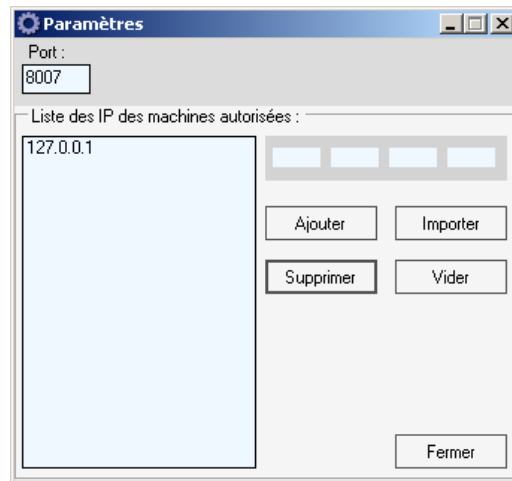 Paramètres
Port :
8007
Liste des IP des machines autorisées :
127.0.0.1
Ajouter
Importer
Supprimer
Vider
Fermer